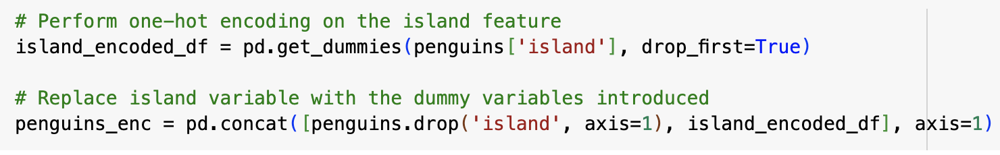 # Perform one-hot encoding on the island feature
island_encoded_df = pd.get_dummies(penguins['island'], drop_first=True)
# Replace island variable with the dummy variables introduced
penguins_enc = pd.concat([penguins.drop('island', axis=1), island_encoded_df], axis=1)